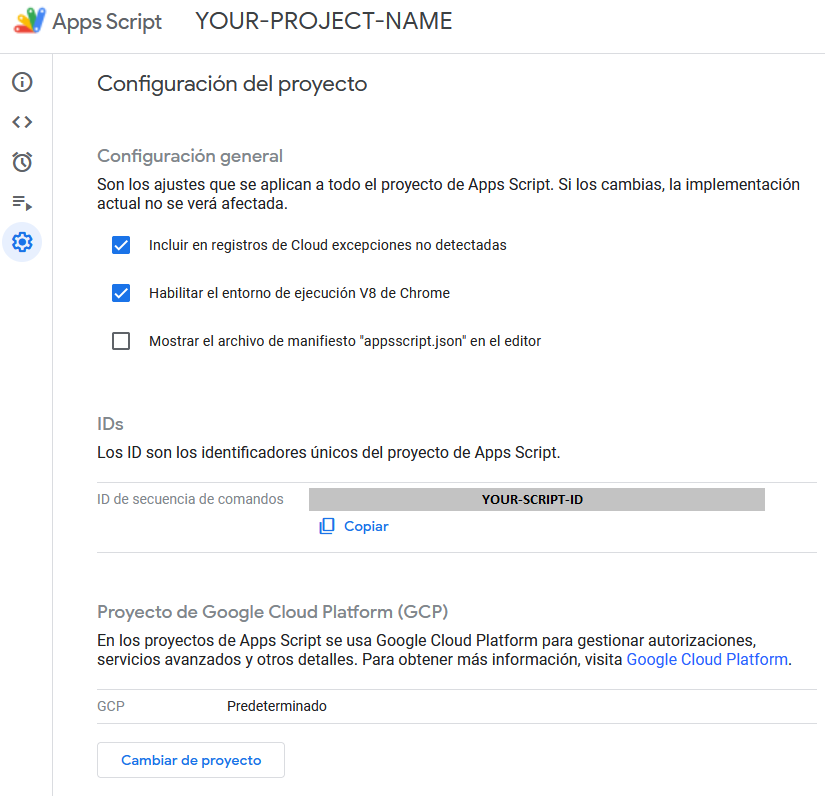 Apps Script YOUR-PROJECT-NAME
Configuración del proyecto
Configuración general
Son los ajustes que se aplican a todo el proyecto de Apps Script. Si los cambias, la implementación
actual no se verá afectada.
Incluir en registros de Cloud excepciones no detectadas
Habilitar el entorno de ejecución V8 de Chrome
Mostrar el archivo de manifiesto "appsscript.json" en el editor
IDs
Los ID son los identificadores únicos del proyecto de Apps Script.
ID de secuencia de comandos YOUR-SCRIPT-ID
Copiar
Proyecto de Google Cloud Platform (GCP)
En los proyectos de Apps Script se usa Google Cloud Platform para gestionar autorizaciones,
servicios avanzados y otros detalles. Para obtener más información, visita Google Cloud Platform.
GCP Predeterminado
Cambiar de proyecto